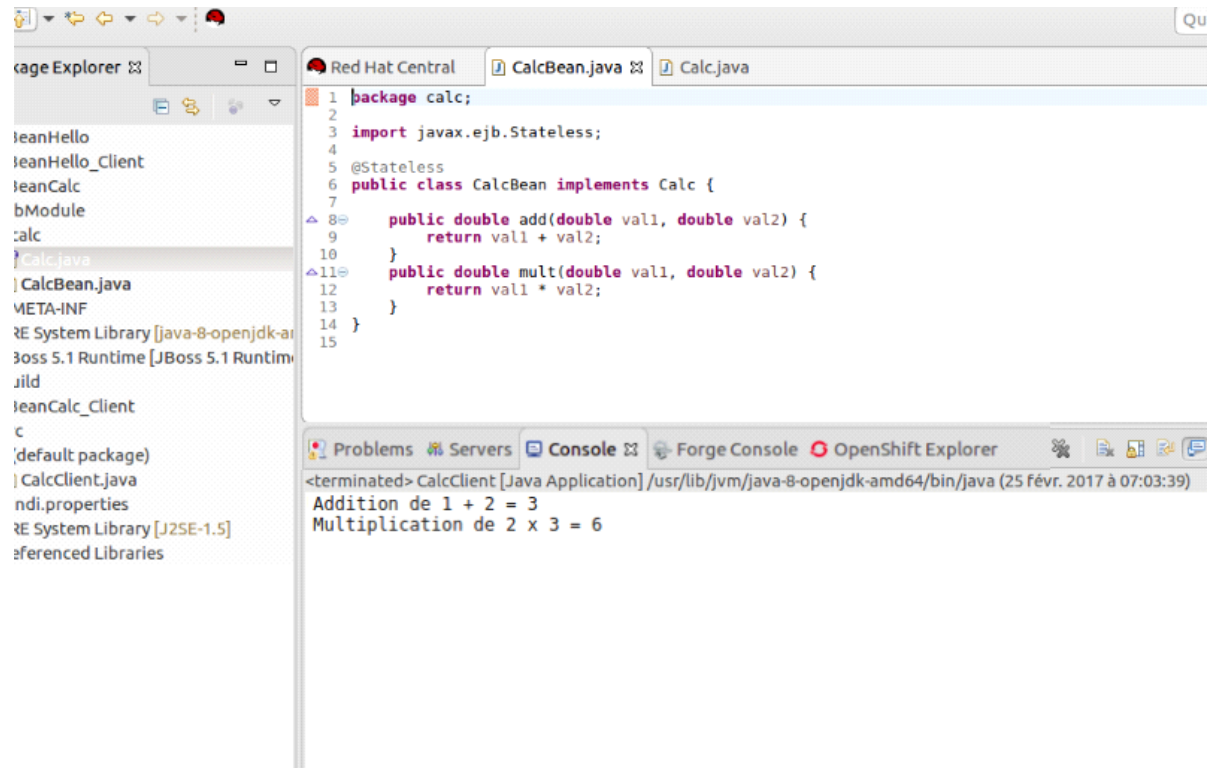 Qu
kage Explorer
BeanHello
BeanHello_Client
BeanCalc
bModule
calc
Calc.java
CalcBean.java
META-INF
RE System Library [java-8-openjdk-a
Boss 5.1 Runtime [JBoss 5.1 Runtim
uild
BeanCalc_Client
rc
(default package)
CalcClient.java
ndi.properties
RE System Library [J2SE-1.5]
eferenced Libraries
Red Hat Central CalcBean.java Calc.java
1 package calc;
2
3 import javax.ejb.Stateless;
4
5 @Stateless
6 public class CalcBean implements Calc {
7
8 public double add(double val1, double val2) {
9 return val1 + val2;
10 }
11 public double mult(double val1, double val2) {
12 return val1 * val2;
13 }
14 }
15
Problems Servers Console Forge Console OpenShift Explorer
<terminated> CalcClient [Java Application] /usr/lib/jvm/java-8-openjdk-amd64/bin/java (25 févr. 2017 à 07:03:39)
Addition de 1 + 2 = 3
Multiplication de 2 x 3 = 6